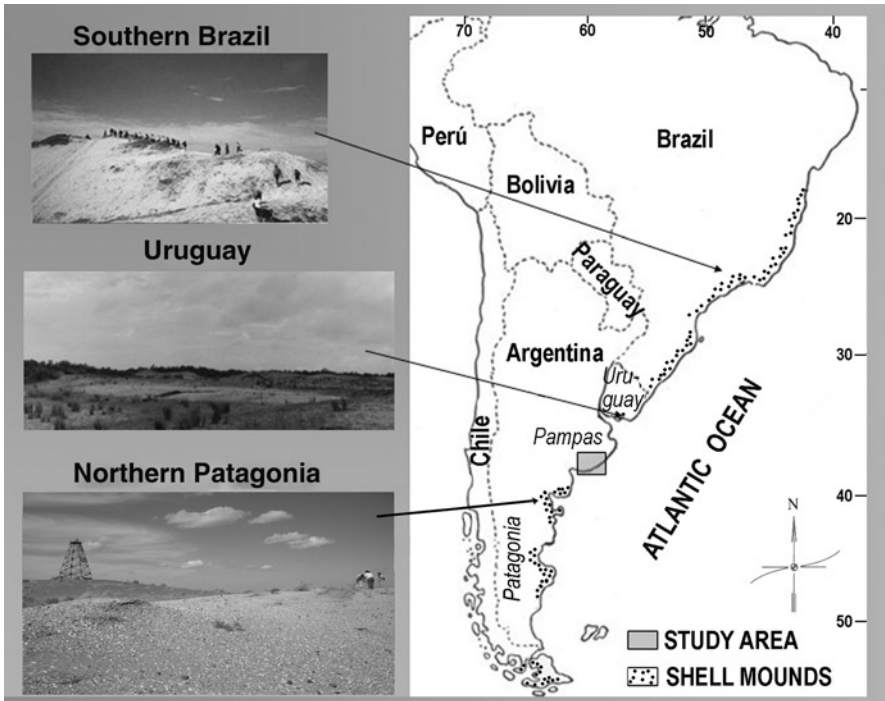 Southern Brazil
Uruguay
Northern Patagonia
70
60
50
40
Perú
Brazil
Bolivia
20
Paraguay
Argentina
30
Uru-
guay
Chile
Pampas
ATLANTIC OCEAN
40
N
Patagonia
50
STUDY AREA
SHELL MOUNDS